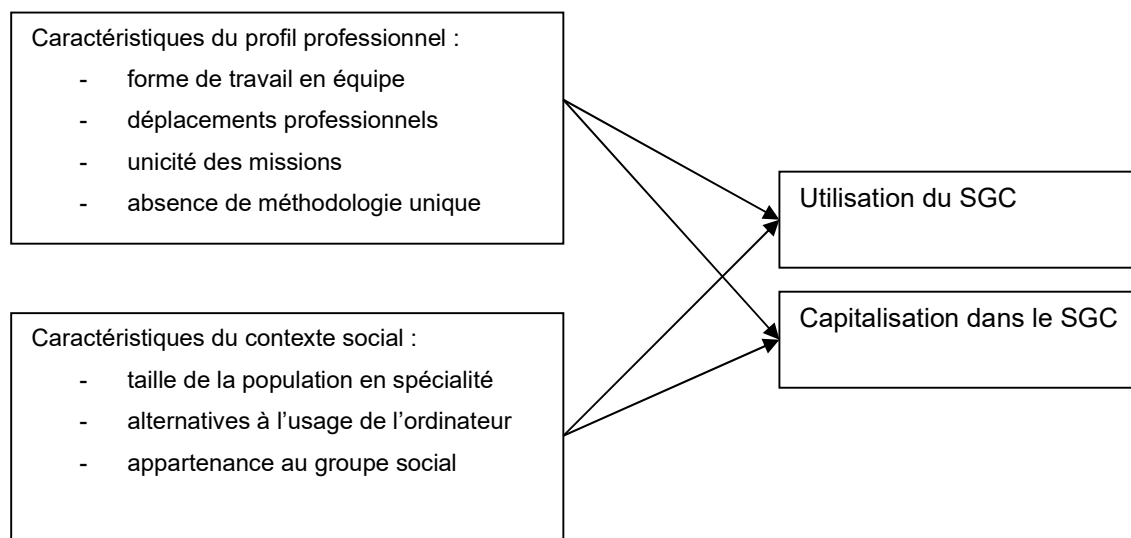 Caractéristiques du profil professionnel :
- forme de travail en équipe
- déplacements professionnels
- unicité des missions
- absence de méthodologie unique
Utilisation du SGC
Capitalisation dans le SGC
Caractéristiques du contexte social :
- taille de la population en spécialité
- alternatives à l’usage de l’ordinateur
- appartenance au groupe social